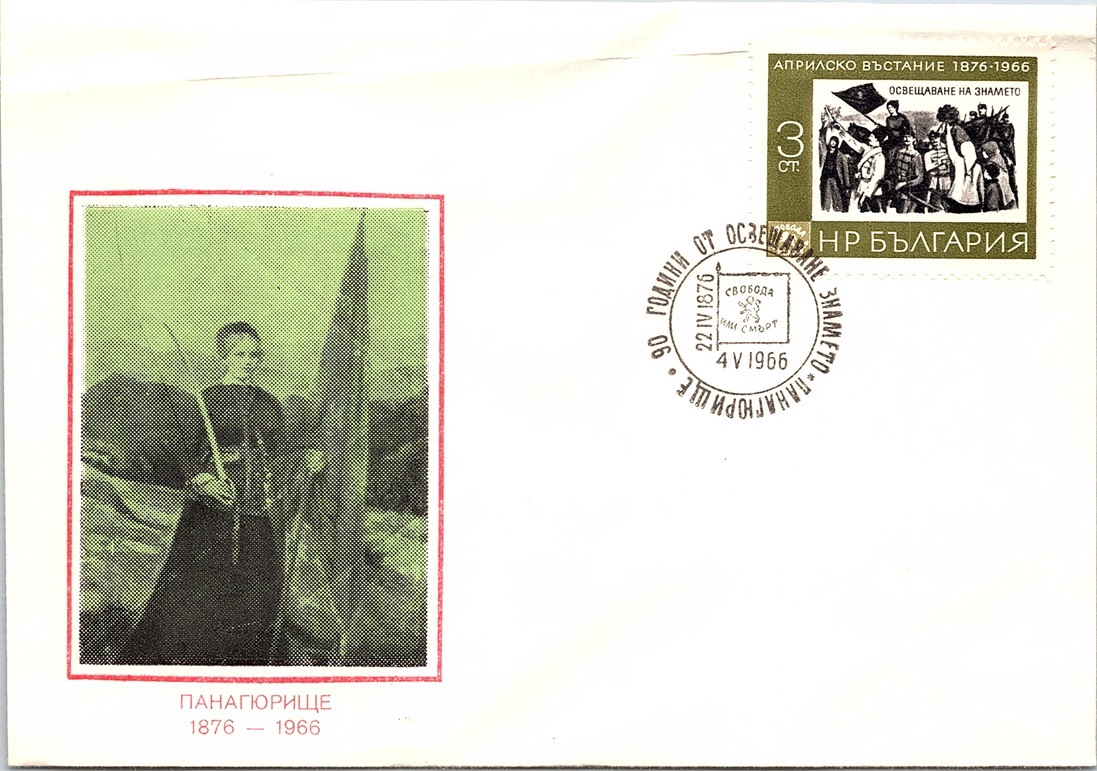 АПРИЛСКО ВЪСТАНИЕ 1876·1966
ОСВЕЩАВАНЕ НА ЗНАМЕТО
3
СТ.
НР БЪЛГАРИЯ
90 ГОДИНИ ОТ ОСВЕЩАВАНЕ ЗНАМЕТО * ПАНАГЮРИЩЕ •
22 IV 1876
СВОБОДА
ИЛИ СМЪРТ
4 V 1966
ПАНАГЮРИЩЕ
1876 — 1966